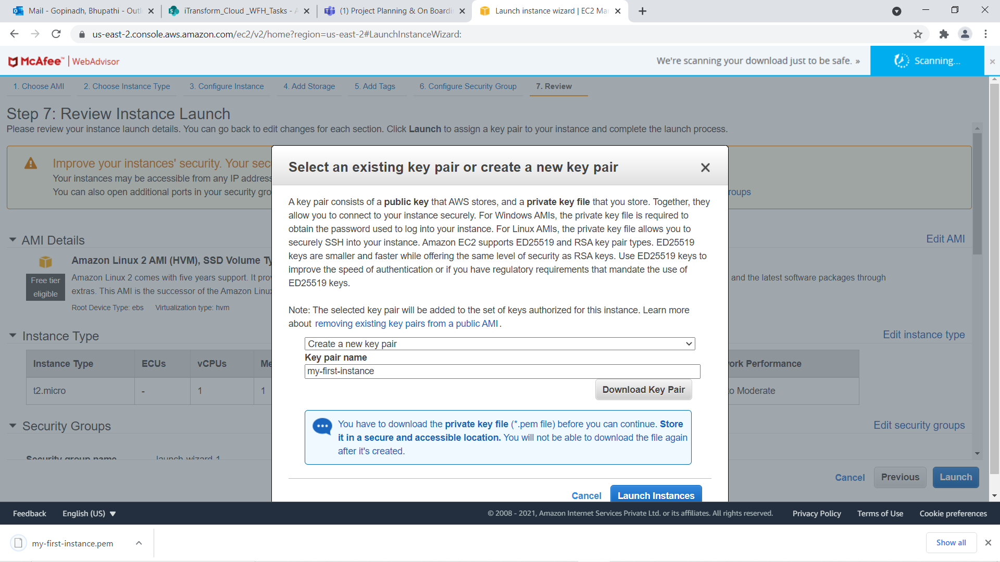 Mail - Gopinadh, Bhupathi - Outl
iTransform_Cloud _WFH_Tasks - A
(1) Project Planning & On Boardi
Launch instance wizard | EC2 Ma
us-east-2.console.aws.amazon.com/ec2/v2/home?region=us-east-2#LaunchInstanceWizard:
McAfee™ | WebAdvisor
We're scanning your download just to be safe. »
Scanning...
1. Choose AMI
2. Choose Instance Type
3. Configure Instance
4. Add Storage
5. Add Tags
6. Configure Security Group
7. Review
Step 7: Review Instance Launch
Please review your instance launch details. You can go back to edit changes for each section. Click Launch to assign a key pair to your instance and complete the launch process.
Improve your instances' security. Your sec
Your instances may be accessible from any IP address
You can also open additional ports in your security gro
roups
AMI Details
Edit AMI
Amazon Linux 2 AMI (HVM), SSD Volume Ty
Free tier
eligible
Amazon Linux 2 comes with five years support. It pro
and the latest software packages through
extras. This AMI is the successor of the Amazon Linux
Root Device Type: ebs Virtualization type: hvm
Instance Type
Edit instance type
Instance Type ECUs vCPUs Me
ork Performance
t2.micro - 1 1
o Moderate
Security Groups
Edit security groups
Security group name launch-wizard-1
Select an existing key pair or create a new key pair
A key pair consists of a public key that AWS stores, and a private key file that you store. Together, they
allow you to connect to your instance securely. For Windows AMIs, the private key file is required to
obtain the password used to log into your instance. For Linux AMIs, the private key file allows you to
securely SSH into your instance. Amazon EC2 supports ED25519 and RSA key pair types. ED25519
keys are smaller and faster while offering the same level of security as RSA keys. Use ED25519 keys to
improve the speed of authentication or if you have regulatory requirements that mandate the use of
ED25519 keys.
Note: The selected key pair will be added to the set of keys authorized for this instance. Learn more
about removing existing key pairs from a public AMI.
Create a new key pair
Key pair name
my-first-instance
Download Key Pair
You have to download the private key file (*.pem file) before you can continue. Store
it in a secure and accessible location. You will not be able to download the file again
after it's created.
Cancel
Launch Instances
Cancel
Previous
Launch
Feedback
English (US)
© 2008 - 2021, Amazon Internet Services Private Ltd. or its affiliates. All rights reserved.
Privacy Policy
Terms of Use
Cookie preferences
my-first-instance.pem
Show all